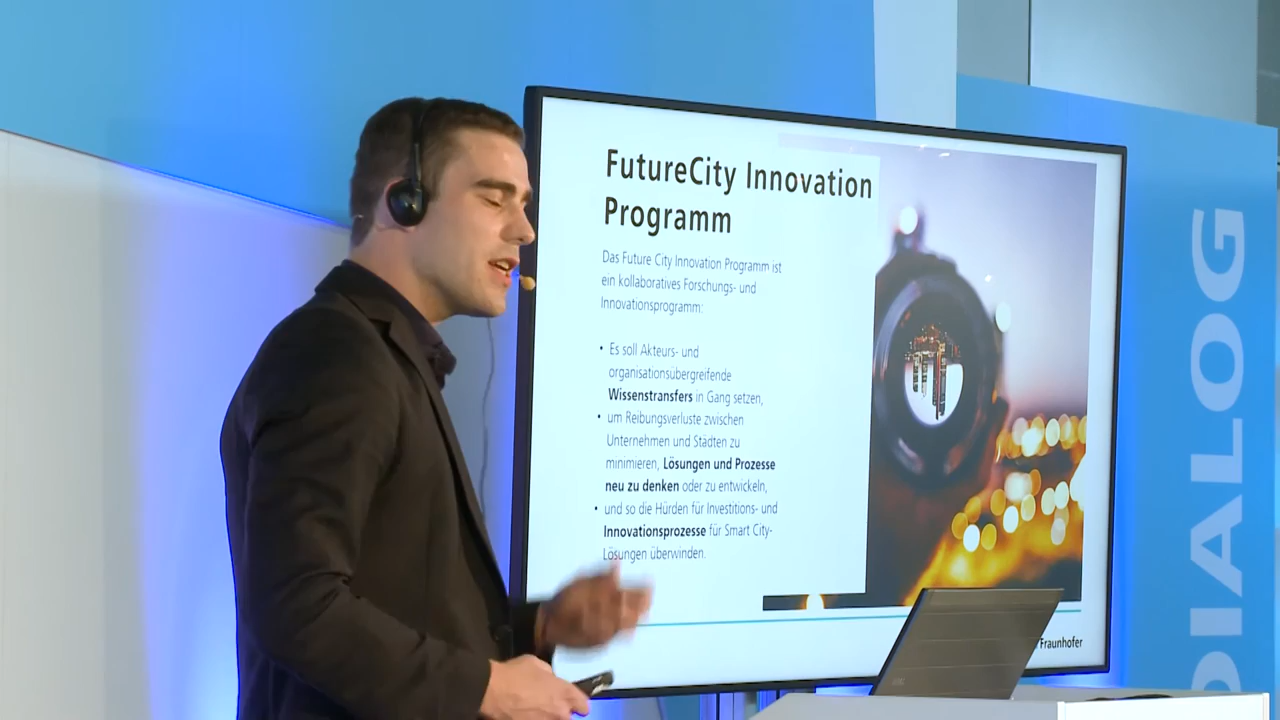 FutureCity Innovation
Programm
Das Future City Innovation Programm ist
ein kollaboratives Forschungs- und
Innovationsprogramm:
• Es soll Akteurs- und
organisationsübergreifende
Wissenstransfers in Gang setzen,
• um Reibungsverluste zwischen
Unternehmen und Städten zu
minimieren, Lösungen und Prozesse
neu zu denken oder zu entwickeln,
• und so die Hürden für Investitions- und
Innovationsprozesse für Smart City-
Lösungen überwinden.
Fraunhofer
DIALOG